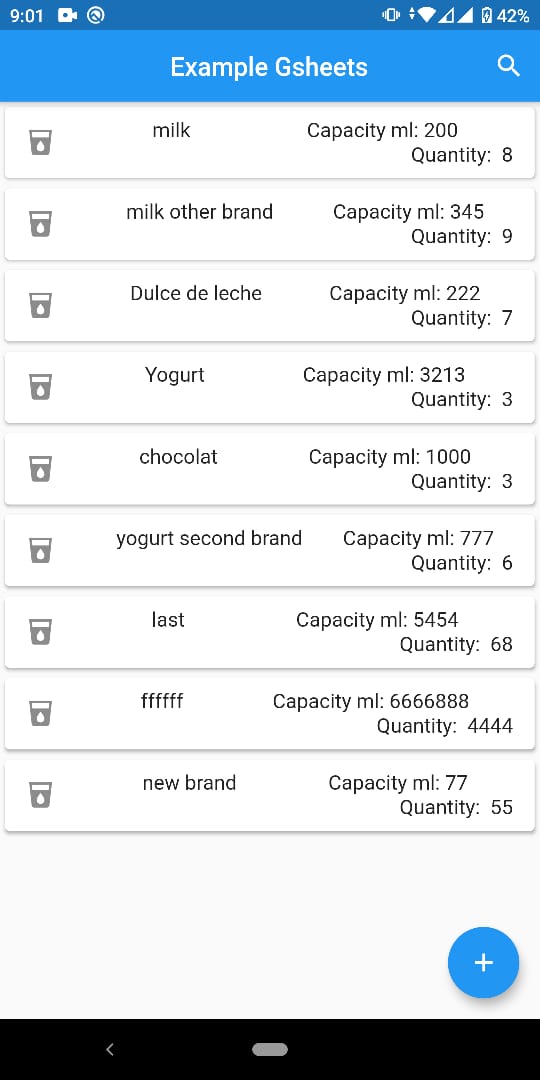 9:01 42%
Example Gsheets
milk Capacity ml: 200
Quantity: 8
milk other brand Capacity ml: 345
Quantity: 9
Dulce de leche Capacity ml: 222
Quantity: 7
Yogurt Capacity ml: 3213
Quantity: 3
chocolat Capacity ml: 1000
Quantity: 3
yogurt second brand Capacity ml: 777
Quantity: 6
last Capacity ml: 5454
Quantity: 68
ffffff Capacity ml: 6666888
Quantity: 4444
new brand Capacity ml: 77
Quantity: 55
+